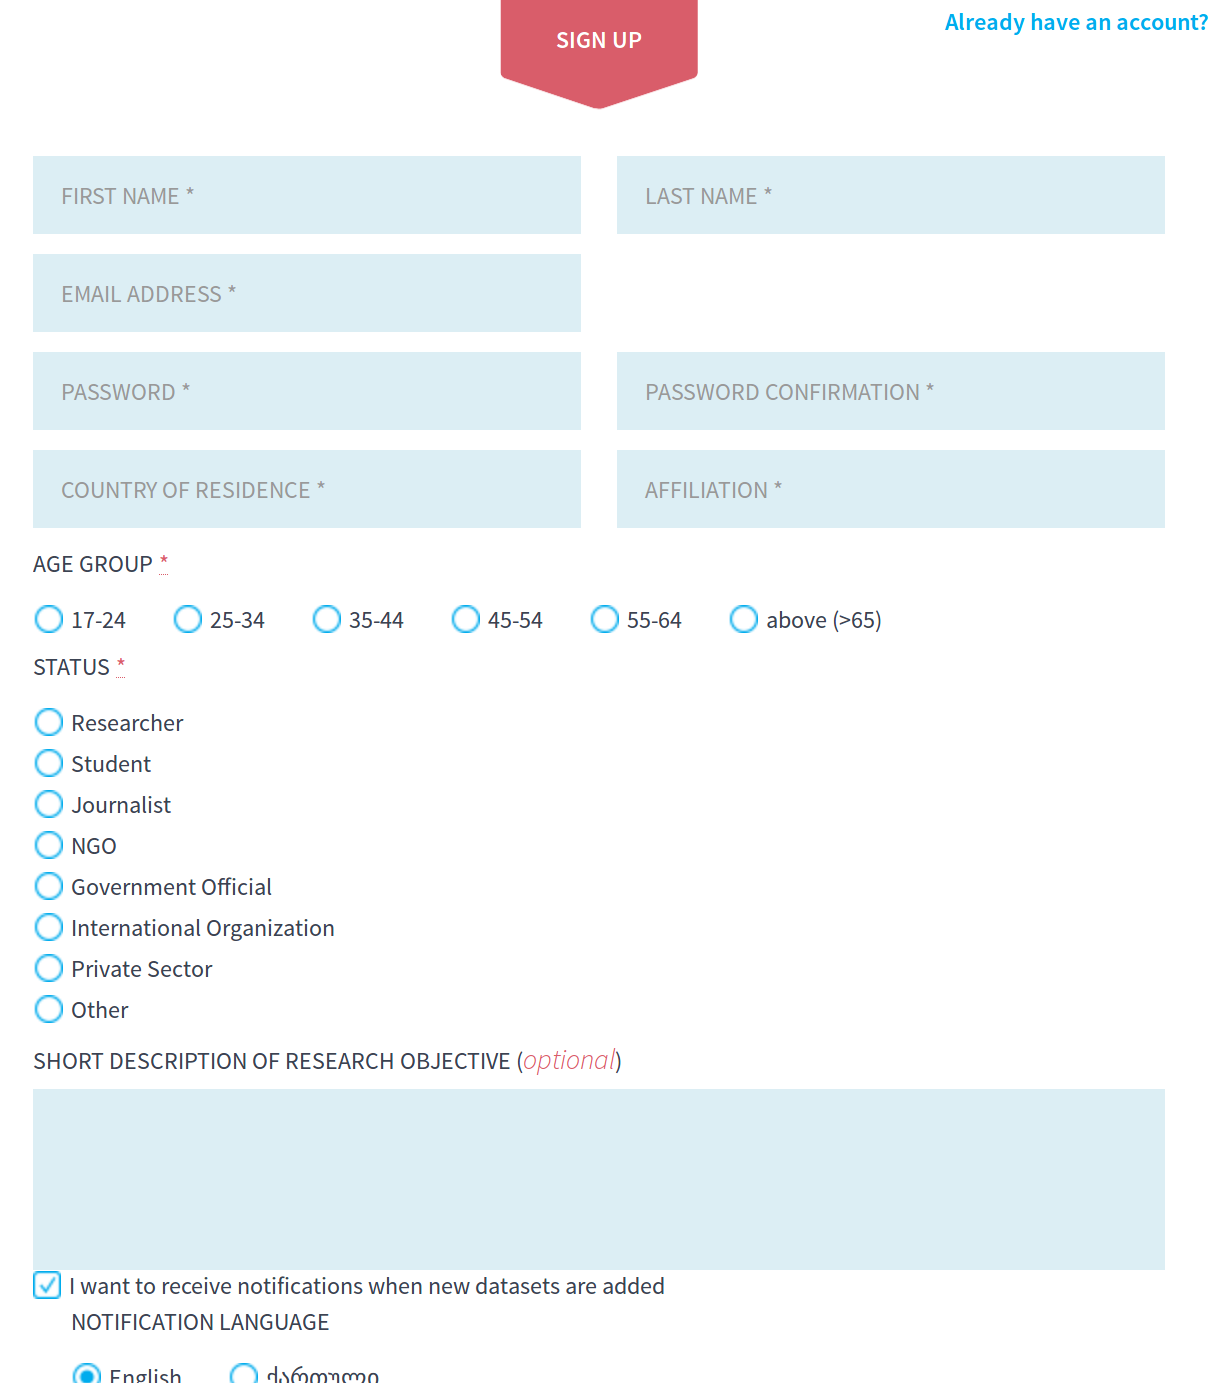 SIGN UP
Already have an account?
FIRST NAME *
LAST NAME *
EMAIL ADDRESS *
PASSWORD *
PASSWORD CONFIRMATION *
COUNTRY OF RESIDENCE *
AFFILIATION *
AGE GROUP *
17-24 25-34 35-44 45-54 55-64 above (>65)
STATUS *
Researcher
Student
Journalist
NGO
Government Official
International Organization
Private Sector
Other
SHORT DESCRIPTION OF RESEARCH OBJECTIVE (optional)
I want to receive notifications when new datasets are added
NOTIFICATION LANGUAGE
English ქართული